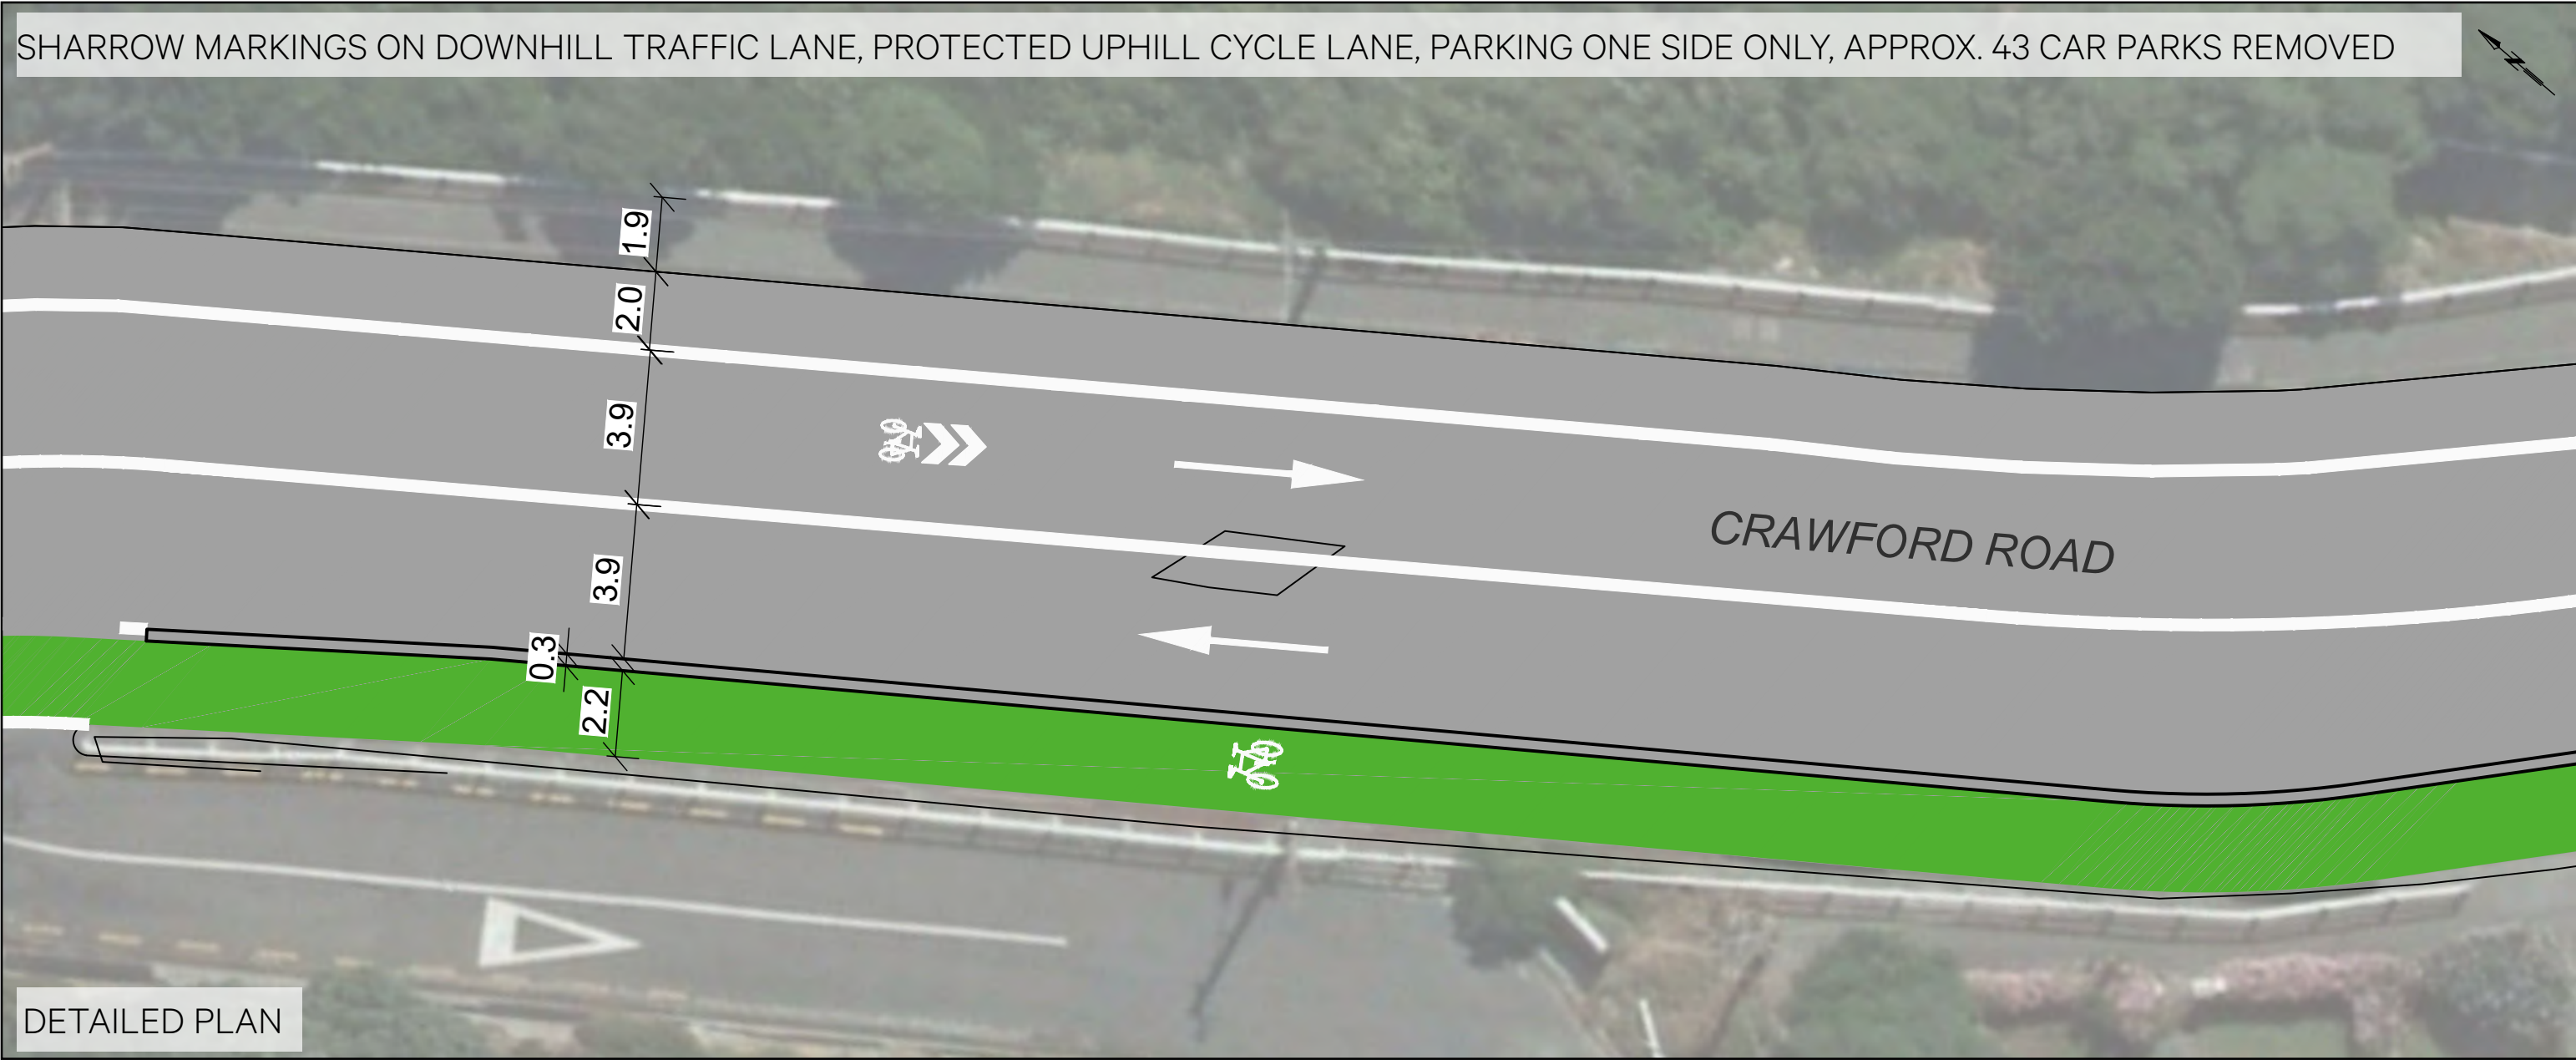 SHARROW MARKINGS ON DOWNHILL TRAFFIC LANE, PROTECTED UPHILL CYCLE LANE, PARKING ONE SIDE ONLY, APPROX. 43 CAR PARKS REMOVED
N
1.9
2.0
3.9
CRAWFORD ROAD
3.9
0.3
2.2
DETAILED PLAN